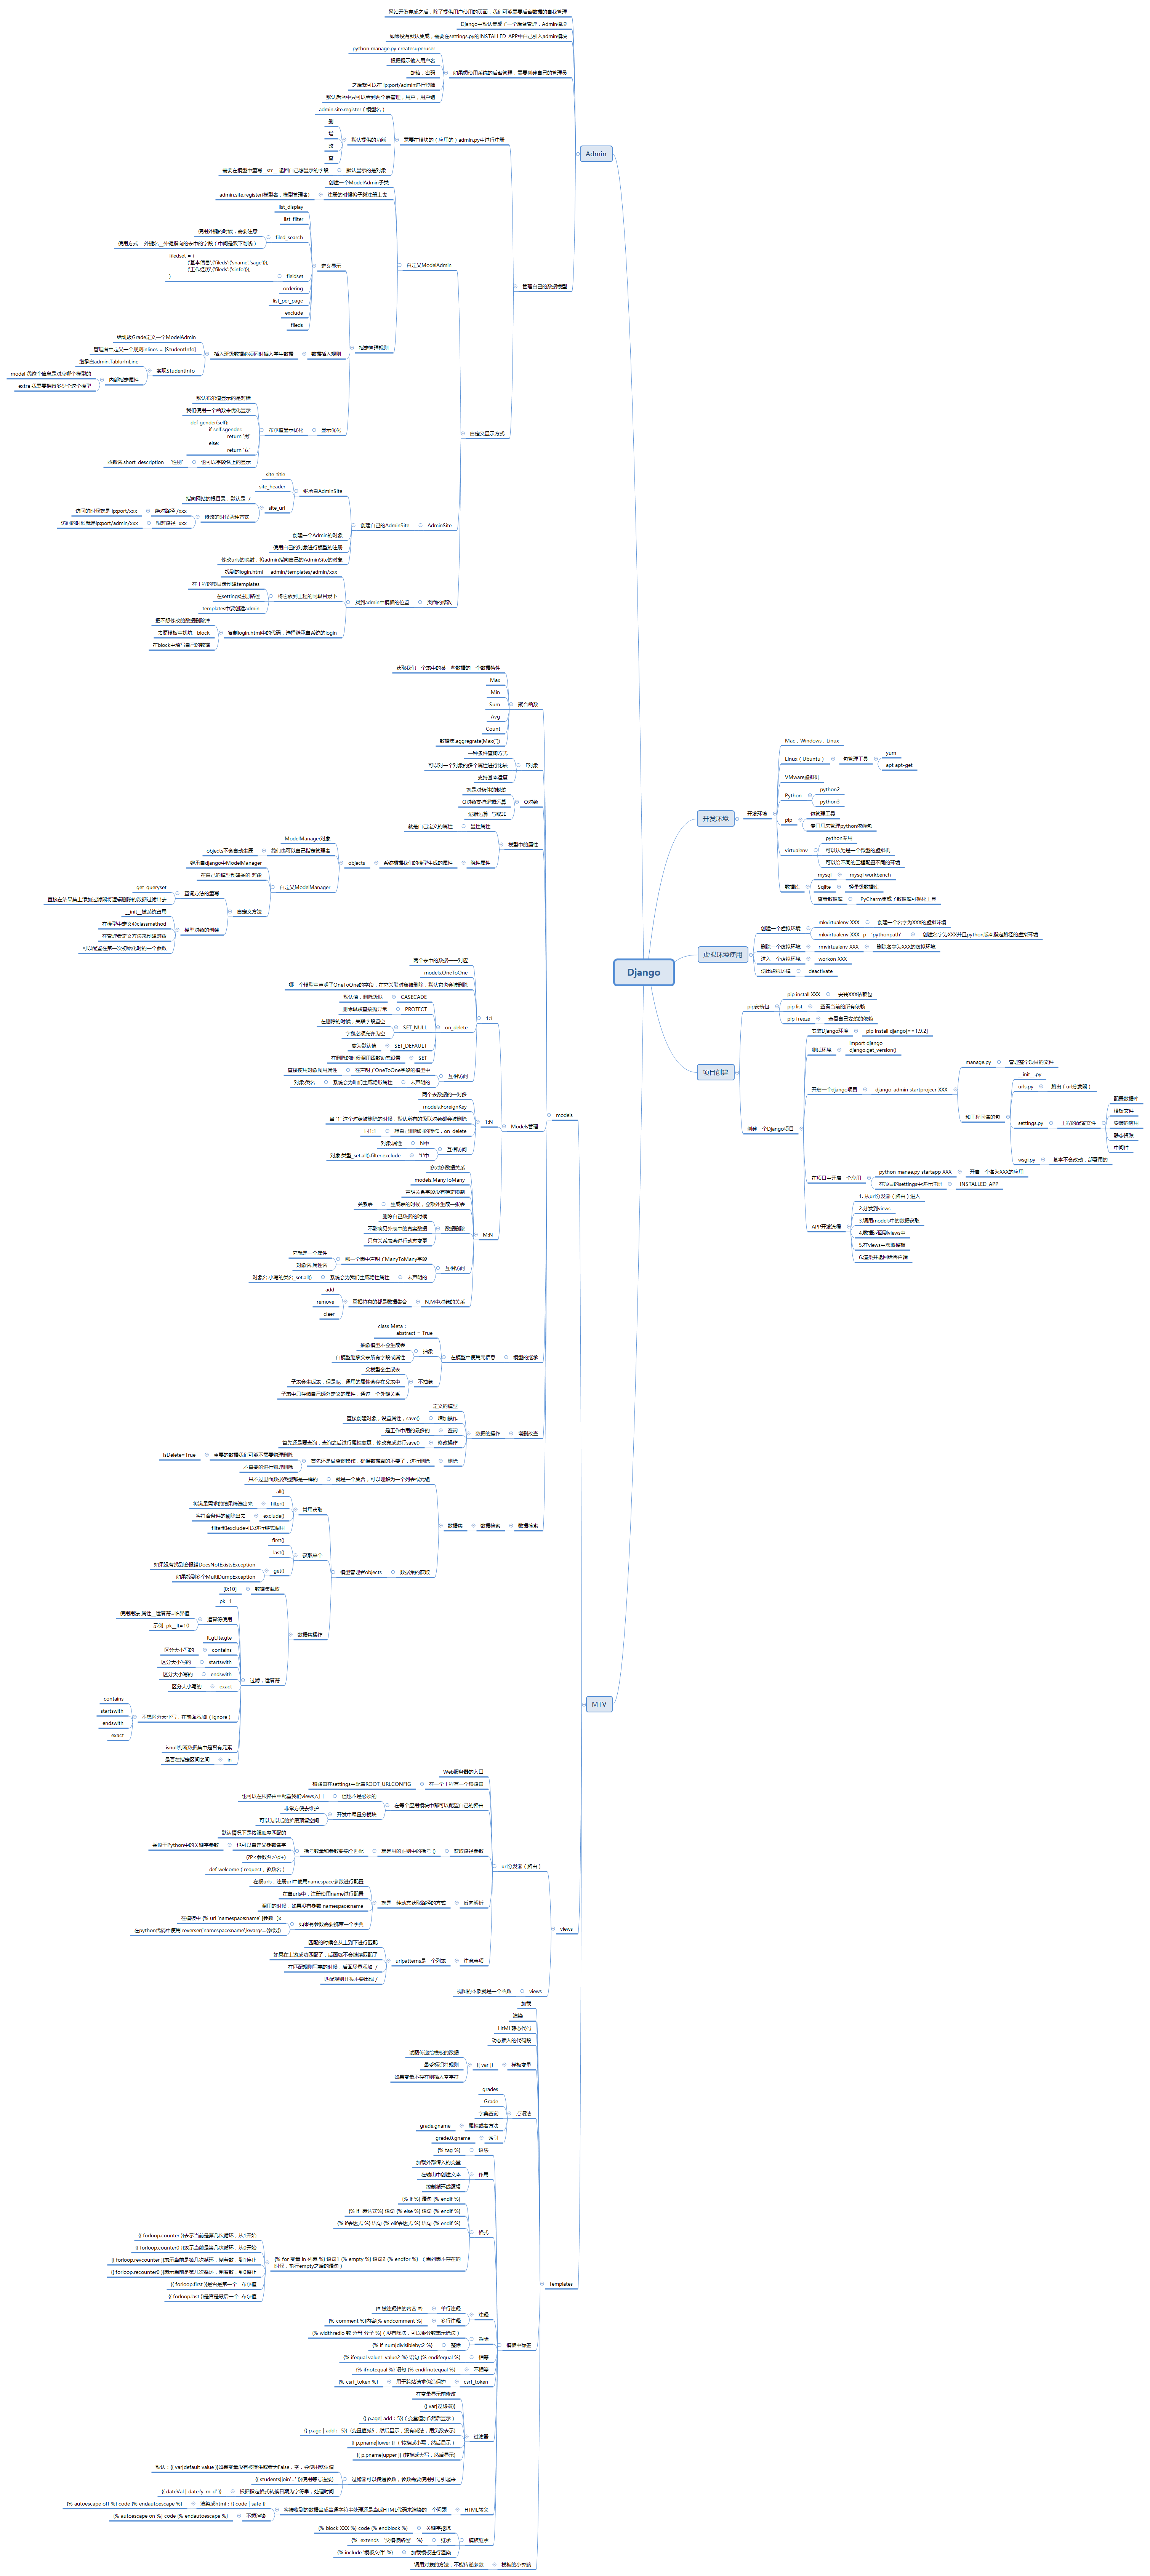 网站开发完成之后，除了提供用户使用的页面，我们可能需要后台数据的自我管理
Django中默认集成了一个后台管理，Admin模块
如果没有默认集成，需要在settings.py的INSTALLED_APP中自己引入admin模块
python manage.py createsuperuser
根据提示输入用户名
邮箱，密码
之后就可以在 ip:port/admin进行登陆
默认后台中只可以看到两个表管理，用户，用户组
如果想使用系统的后台管理，需要创建自己的管理员
Admin
admin.site.register（模型名）
删
增
改
查
默认提供的功能
需要在模块的（应用的）admin.py中进行注册
需要在模型中重写__str__ 返回自己想显示的字段
默认显示的是对象
创建一个ModelAdmin子类
admin.site.register(模型名，模型管理者)
注册的时候将子类注册上去
list_display
list_filter
使用外键的时候，需要注意
使用方式 外键名__外键指向的表中的字段（中间是双下划线）
filed_search
定义显示
自定义ModelAdmin
filedset = (
('基本信息',{'fileds':('sname','sage')}),
('工作经历',{'fileds':('sinfo')}),
)
fieldset
ordering
list_per_page
exclude
fileds
管理自己的数据模型
给班级Grade定义一个ModelAdmin
管理者中定义一个规则inlines = [StudentInfo]
继承自admin.TablurInLine
model 我这个信息是对应哪个模型的
extra 我需要携带多少个这个模型
内部指定属性
实现StudentInfo
插入班级数据必须同时插入学生数据
数据插入规则
指定管理规则
默认布尔值显示的是对错
我们使用一个函数来优化显示
def gender(self):
if self.sgender:
return '男'
else:
return '女'
布尔值显示优化
显示优化
函数名.short_description = '性别'
也可以字段名上的显示
自定义显示方式
site_title
site_header
继承自AdminSite
指向网站的根目录，默认是 /
site_url
访问的时候就是 ip:port/xxx
绝对路径 /xxx
访问的时候就是ip:port/admin/xxx
相对路径 xxx
修改的时候两种方式
创建自己的AdminSite
AdminSite
创建一个Admin的对象
使用自己的对象进行模型的注册
修改urls的映射，将admin指向自己的AdminSite的对象
找到的login.html admin/templates/admin/xxx
在工程的根目录创建templates
在settings注册路径
templates中要创建admin
将它放到工程的同级目录下
找到admin中模板的位置
页面的修改
把不想修改的数据删除掉
去原模板中找坑 block
在block中填写自己的数据
复制login.html中的代码，选择继承自系统的login
获取我们一个表中的某一些数据的一个数据特性
Max
Min
Sum
Avg
Count
聚合函数
数据集.aggregrate(Max(''))
一种条件查询方式
可以对一个对象的多个属性进行比较
支持基本运算
F对象
就是对条件的封装
Q对象支持逻辑运算
逻辑运算 与或非
Q对象
就是自己定义的属性
显性属性
模型中的属性
ModelManager对象
objects不会自动生辰
我们也可以自己指定管理者
objects
系统根据我们的模型生成的属性
隐性属性
继承自django中ModelManager
在自己的模型创建类的 对象
自定义ModelManager
get_queryset
直接在结果集上添加过滤器将逻辑删除的数据过滤出去
查询方法的重写
自定义方法
__init__被系统占用
在模型中定义@classmethod
在管理者定义方法来创建对象
可以配置在第一次初始化时的一个参数
模型对象的创建
两个表中的数据一一对应
models.OneToOne
哪一个模型中声明了OneToOne的字段，在它关联对象被删除，默认它也会被删除
默认值，删除级联
CASECADE
删除级联直接抛异常
PROTECT
在删除的时候，关联字段置空
字段必须允许为空
SET_NULL
变为默认值
SET_DEFAULT
在删除的时候调用函数动态设置
SET
on_delete
1:1
直接使用对象调用属性
在声明了OneToOne字段的模型中
对象.类名
系统会为咱们生成隐形属性
未声明的
互相访问
两个表数据的一对多
models.ForeignKey
当 '1' 这个对象被删除的时候，默认所有的级联对象都会被删除
同1:1
想自己删除时的操作，on_delete
对象.属性
N中
对象.类型_set.all().filter.exclude
'1'中
互相访问
1:N
Models管理
多对多数据关系
models.ManyToMany
声明关系字段没有特定限制
关系表
生成表的时候，会额外生成一张表
删除自己数据的时候
不影响另外表中的真实数据
只有关系表会进行动态变更
数据删除
M:N
它就是一个属性
对象名.属性名
哪一个表中声明了ManyToMany字段
对象名.小写的类名_set.all()
系统会为我们生成隐性属性
未声明的
互相访问
add
remove
claer
互相持有的都是数据集合
N,M中对象的关系
models
class Meta：
abstract = True
抽象模型不会生成表
自模型继承父表所有字段或属性
抽象
父模型会生成表
子表会生成表，但是呢，通用的属性会存在父表中
子表中只存储自己额外定义的属性，通过一个外键关系
不抽象
在模型中使用元信息
模型的继承
定义的模型
直接创建对象，设置属性，save()
增加操作
是工作中用的最多的
查询
首先还是要查询，查询之后进行属性变更，修改完成进行save()
修改操作
isDelete=True
重要的数据我们可能不需要物理删除
不重要的进行物理删除
首先还是做查询操作，确保数据真的不要了，进行删除
删除
数据的操作
增删改查
只不过里面数据类型都是一样的
就是一个集合，可以理解为一个列表或元组
all()
将满足需求的结果筛选出来
filter()
将符合条件的剔除出去
exclude()
filter和exclude可以进行链式调用
常用获取
数据集
数据检索
数据检索
first()
last()
如果没有找到会报错DoesNotExistsException
如果找到多个MultiDumpException
get()
获取单个
模型管理者objects
数据集的获取
[0:10]
数据集截取
pk=1
使用用法 属性__运算符=临界值
示例: pk__lt=10
运算符使用
lt,gt,lte,gte
区分大小写的
contains
区分大小写的
startswith
区分大小写的
endswith
区分大小写的
exact
过滤，运算符
数据集操作
contains
startswith
endswith
exact
不想区分大小写，在前面添加i（ignore）
isnull判断数据集中是否有元素
是否在指定区间之间
in
MTV
Web服务器的入口
根路由在settings中配置ROOT_URLCONFIG
在一个工程有一个根路由
也可以在根路由中配置我们views入口
但也不是必须的
非常方便去维护
可以为以后的扩展预留空间
开发中尽量分模块
在每个应用模块中都可以配置自己的路由
默认情况下是按照顺序匹配的
类似于Python中的关键字参数
也可以自定义参数名字
(?P<参数名>\d+)
def welcome（request，参数名）
括号数量和参数要完全匹配
就是用的正则中的括号 ()
获取路径参数
url分发器（路由）
在根urls，注册url中使用namespace参数进行配置
在自urls中，注册使用name进行配置
调用的时候，如果没有参数 namespace:name
在模板中 {% url 'namespace:name' [参数=]a
在python代码中使用 reverser('namespace:name',kwargs={参数})
如果有参数需要携带一个字典
就是一种动态获取路径的方式
反向解析
匹配的时候会从上到下进行匹配
如果在上游成功匹配了，后面就不会继续匹配了
在匹配规则写完的时候，后面尽量添加 /
匹配规则开头不要出现 /
urlpatterns是一个列表
注意事项
views
视图的本质就是一个函数
views
加载
渲染
HtML静态代码
动态插入的代码段
试图传递给模板的数据
遵守标识符规则
如果变量不存在则插入空字符
{{ var }}
模板变量
grades
Grade
字典查询
grade.gname
属性或者方法
grade.0.gname
索引
点语法
{% tag %}
语法
加载外部传入的变量
在输出中创建文本
控制循环或逻辑
作用
{% if %} 语句 {% endif %}
{% if 表达式%} 语句 {% else %} 语句 {% endif %}
{% if表达式 %} 语句 {% elif表达式 %} 语句 {% endif %}
格式
{{ forloop.counter }}表示当前是第几次循环，从1开始
{{ forloop.counter0 }}表示当前是第几次循环，从0开始
{{ forloop.revcounter }}表示当前是第几次循环，倒着数，到1停止
{{ forloop.recounter0 }}表示当前是第几次循环，倒着数，到0停止
{{ forloop.first }}是否是第一个 布尔值
{{ forloop.last }}是否是最后一个 布尔值
{% for 变量 in 列表 %} 语句1 {% empty %} 语句2 {% endfor %} （当列表不存在的
时候，执行empty之后的语句）
Templates
{# 被注释掉的内容 #}
单行注释
{% comment %}内容{% endcomment %}
多行注释
注释
{% widthradio 数 分母 分子 %}（没有除法，可以乘分数表示除法）
{% if num|divisibleby:2 %}
整除
乘除
模板中标签
{% ifequal value1 value2 %} 语句 {% endifequal %}
相等
{% ifnotequal %} 语句 {% endifnotequal %}
不相等
{% csrf_token %}
用于跨站请求伪造保护
csrf_token
在变量显示前修改
{{ var|过滤器}}
{{ p.age| add：5}}（变量值加5然后显示）
{{ p.age | add：-5}} (变量值减5，然后显示，没有减法，用负数表示)
{{ p.pname|lower }} （转换成小写，然后显示）
{{ p.pname|upper }} (转换成大写，然后显示)
过滤器
默认：{{ var|default value }}如果变量没有被提供或者为False，空，会使用默认值
{{ students|join'=' }}(使用等号连接)
{{ dateVal | date:'y-m-d' }}
根据指定格式转换日期为字符串，处理时间
过滤器可以传递参数，参数需要使用引号引起来
{% autoescape off %} code {% endautoescape %}
渲染成html：{{ code | safe }}
{% autoescape on %} code {% endautoescape %}
不想渲染
将接收到的数据当成普通字符串处理还是当成HTML代码来渲染的一个问题
HTML转义
{% block XXX %} code {% endblock %}
关键字挖坑
{% extends '父模板路径' %}
继承
{% include '模板文件' %}
加载模板进行渲染
模板继承
调用对象的方法，不能传递参数
模板的小弊端
Django
开发环境
开发环境
Mac，Windows，Linux
Linux（Ubuntu）
包管理工具
yum
apt apt-get
VMware虚拟机
Python
python2
python3
pip
包管理工具
专门用来管理python依赖包
virtualenv
python专用
可以认为是一个微型的虚拟机
可以给不同的工程配置不同的环境
数据库
mysql
mysql workbench
Sqlite
轻量级数据库
查看数据库
PyCharm集成了数据库可视化工具
虚拟环境使用
创建一个虚拟环境
mkvirtualenv XXX
创建一个名字为XXX的虚拟环境
mkvirtualenv XXX -p 'pythonpath'
创建名字为XXX并且python版本指定路径的虚拟环境
删除一个虚拟环境
rmvirtualenv XXX
删除名字为XXX的虚拟环境
进入一个虚拟环境
workon XXX
退出虚拟环境
deactivate
项目创建
pip安装包
pip install XXX
安装XXX依赖包
pip list
查看当前的所有依赖
pip freeze
查看自己安装的依赖
创建一个Django项目
安装Django环境
pip install django[==1.9.2]
测试环境
import django
django.get_version()
开启一个django项目
django-admin startprojecr XXX
manage.py
管理整个项目的文件
和工程同名的包
__init__.py
urls.py
路由（url分发器）
settings.py
工程的配置文件
配置数据库
模板文件
安装的应用
静态资源
中间件
wsgi.py
基本不会改动，部署用的
在项目中开启一个应用
python manae.py startapp XXX
开启一个名为XXX的应用
在项目的settings中进行注册
INSTALLED_APP
APP开发流程
1. 从url分发器（路由）进入
2.分发到views
3.调用models中的数据获取
4.数据返回到views中
5.在views中获取模板
6.渲染并返回给客户端